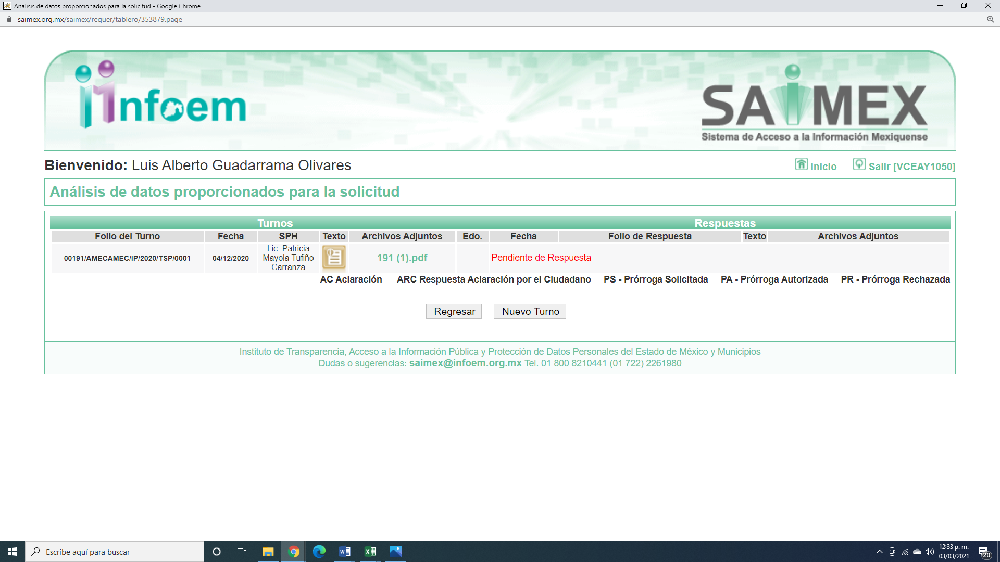 Análisis de datos proporcionados para la solicitud - Google Chrome
saimex.org.mx/saimex/requer/tablero/353879.page
infoem
SAIMEX
Sistema de Acceso a la Información Mexiquense
Bienvenido: Luis Alberto Guadarrama Olivares
Inicio
Salir [VCEAY1050]
Análisis de datos proporcionados para la solicitud
Turnos
Respuestas
Folio del Turno
Fecha
SPH
Texto
Archivos Adjuntos
Edo.
Fecha
Folio de Respuesta
Texto
Archivos Adjuntos
00191/AMECAMEC/IP/2020/TSP/0001
04/12/2020
Lic. Patricia
Mayola Tufiño
Carranza
191 (1).pdf
Pendiente de Respuesta
AC Aclaración
ARC Respuesta Aclaración por el Ciudadano
PS - Prórroga Solicitada
PA - Prórroga Autorizada
PR - Prórroga Rechazada
Regresar
Nuevo Turno
Instituto de Transparencia, Acceso a la Información Pública y Protección de Datos Personales del Estado de México y Municipios
Dudas o sugerencias: saimex@infoem.org.mx Tel. 01 800 8210441 (01 722) 2261980
Escribe aquí para buscar
12:33 p. m.
03/03/2021
20